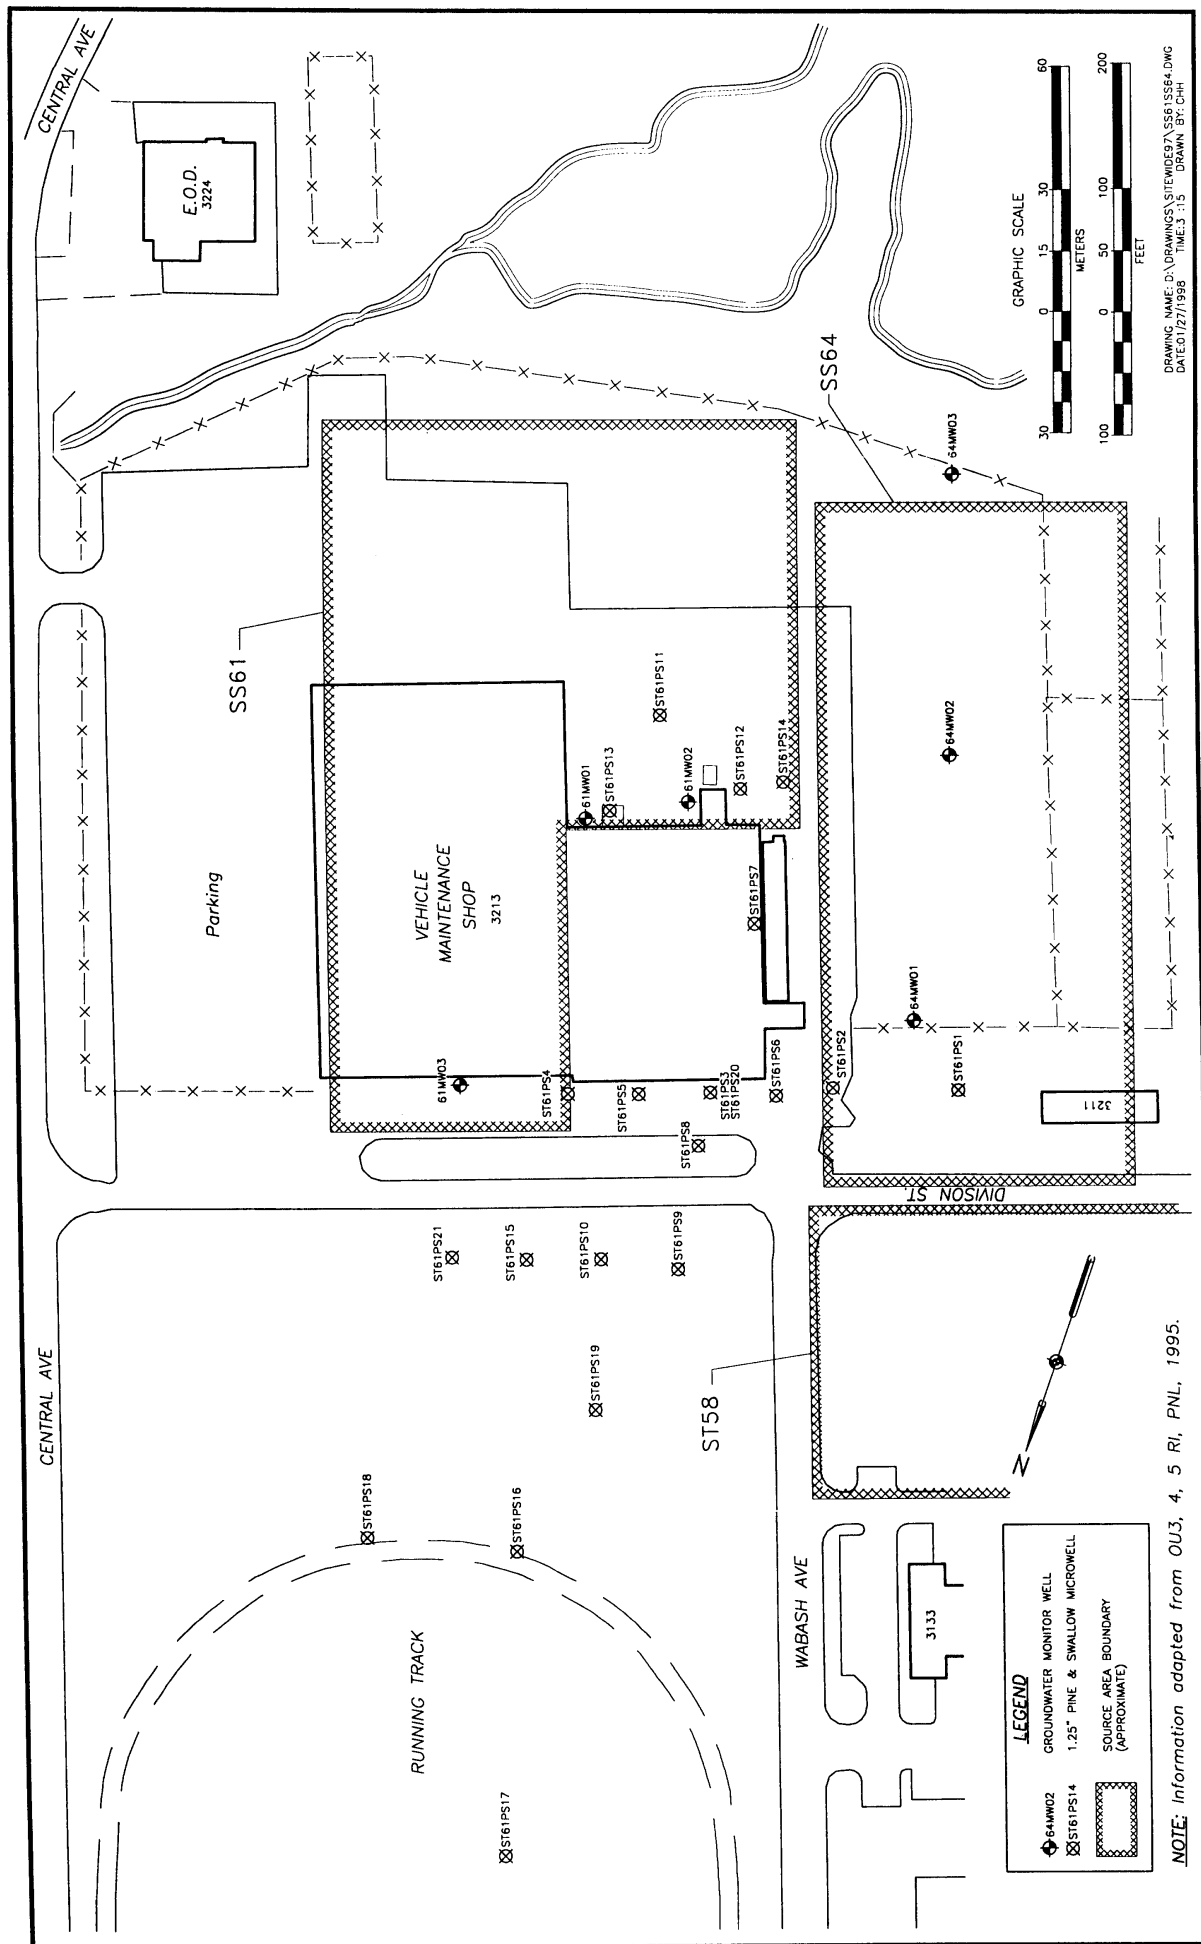 CENTRAL AVE
E.O.D.
3224
SS61
SS64
Parking
VEHICLE
MAINTENANCE
SHOP
3213
61MW01
ST61PS13
ST61PS11
61MW02
ST61PS12
ST61PS14
ST61PS7
61MW03
ST61PS4
ST61PS5
ST61PS3
ST61PS20
ST61PS6
ST61PS8
ST61PS2
64MW01
ST61PS1
64MW02
64MW03
3211
DIVISON ST.
CENTRAL AVE
ST61PS21
ST61PS15
ST61PS10
ST61PS9
ST61PS19
ST61PS18
ST61PS16
ST61PS17
RUNNING TRACK
WABASH AVE
ST58
3133
N
GRAPHIC SCALE
30 0 15 30 60
METERS
100 0 50 100 200
FEET
DRAWING NAME: D:\DRAWINGS\SITEWIDE97\SS61SS64.DWG
DATE:01/27/1998 TIME:3 :15 DRAWN BY: CHH
LEGEND
64MW02 GROUNDWATER MONITOR WELL
ST61PS14 1.25" PINE & SWALLOW MICROWELL
SOURCE AREA BOUNDARY
(APPROXIMATE)
NOTE: Information adapted from OU3, 4, 5 RI, PNL, 1995.